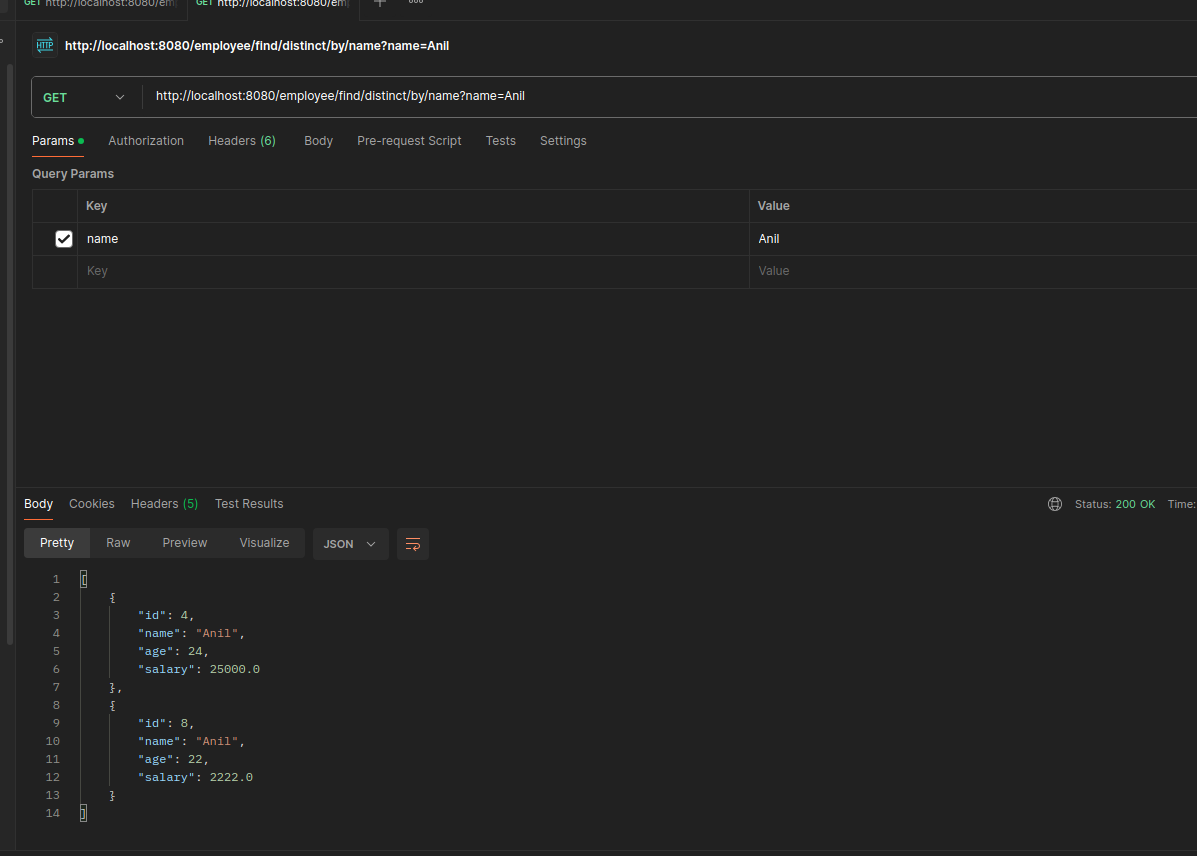 GET http://localhost:8080/em GET http://localhost:8080/em
HTTP http://localhost:8080/employee/find/distinct/by/name?name=Anil
GET http://localhost:8080/employee/find/distinct/by/name?name=Anil
Params Authorization Headers (6) Body Pre-request Script Tests Settings
Query Params
Key Value
name Anil
Key Value
Body Cookies Headers (5) Test Results Status: 200 OK Time:
Pretty Raw Preview Visualize JSON
1 [
2 {
3 "id": 4,
4 "name": "Anil",
5 "age": 24,
6 "salary": 25000.0
7 },
8 {
9 "id": 8,
10 "name": "Anil",
11 "age": 22,
12 "salary": 2222.0
13 }
14 ]